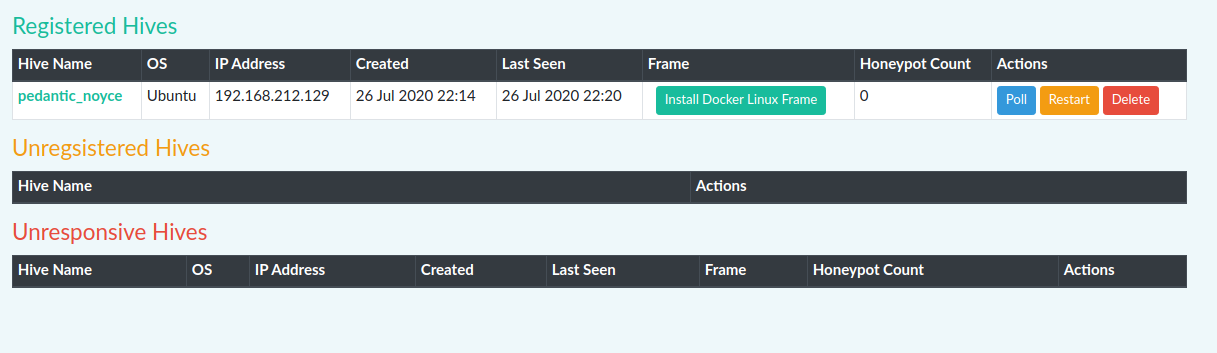 Registered Hives
Hive Name OS IP Address Created Last Seen Frame Honeypot Count Actions
pedantic_noyce Ubuntu 192.168.212.129 26 Jul 2020 22:14 26 Jul 2020 22:20 Install Docker Linux Frame 0 Poll Restart Delete
Unregsistered Hives
Hive Name Actions
Unresponsive Hives
Hive Name OS IP Address Created Last Seen Frame Honeypot Count Actions